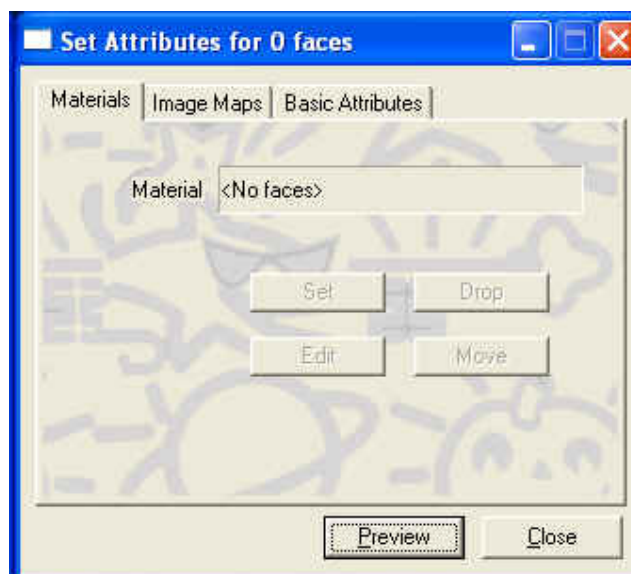 Set Attributes for 0 faces
Materials Image Maps Basic Attributes
Material <No faces>
Set Drop
Edit Move
Preview Close